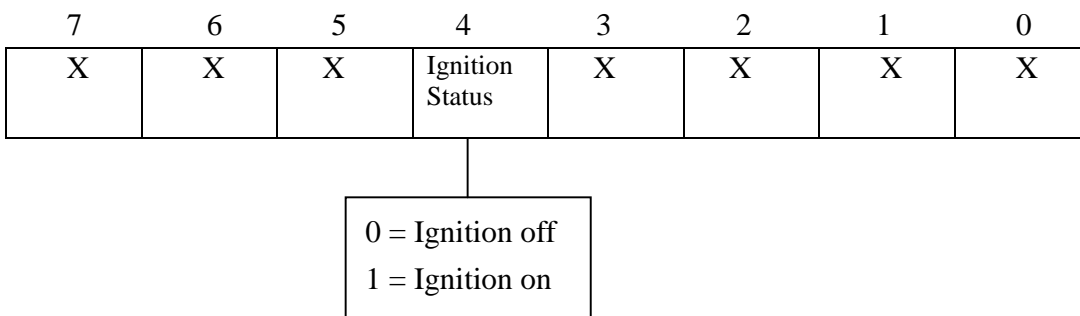 7 6 5 4 3 2 1 0
X X X Ignition X X X X
Status
0 = Ignition off
1 = Ignition on